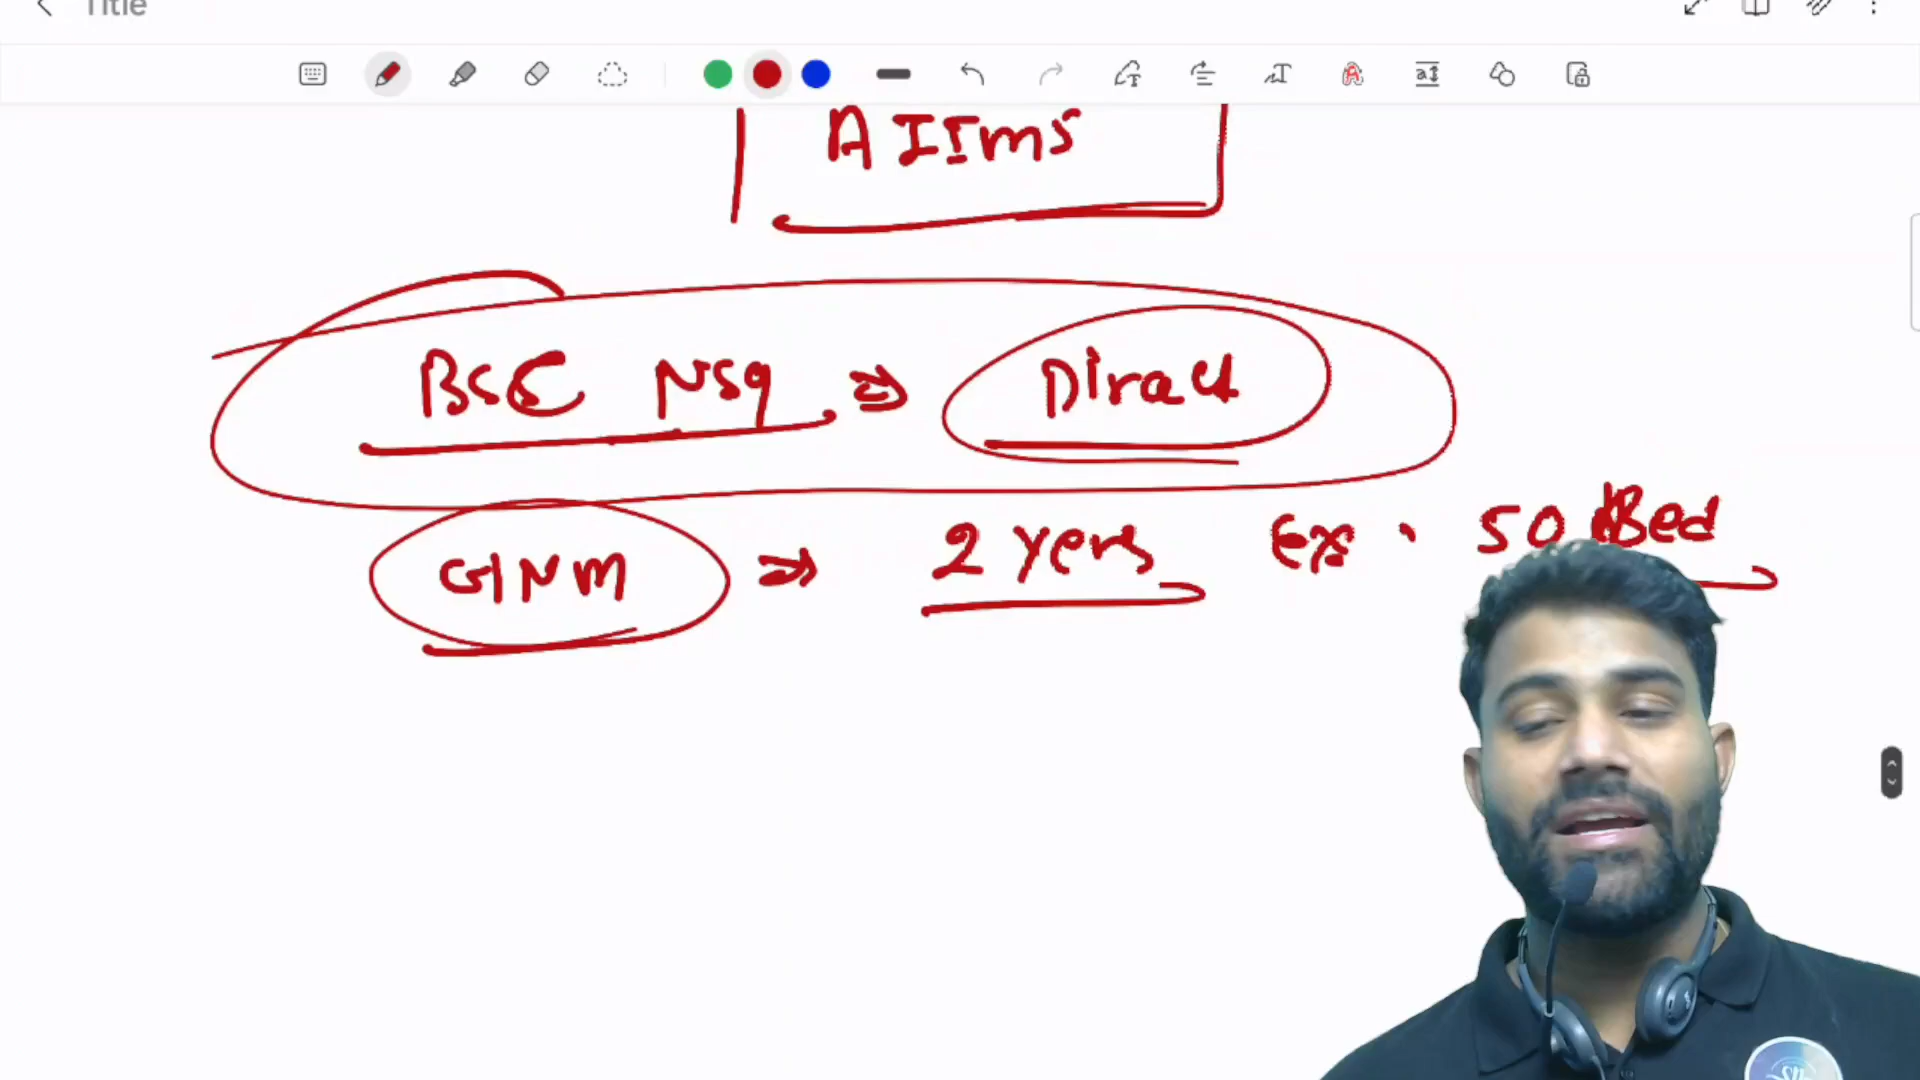 Title
AIIMS
BSC NSg ⇒ Direct
GNM ⇒ 2 Yers Ex. 50 Bed